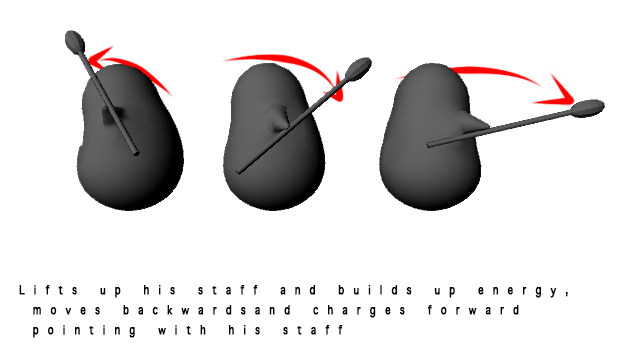 Lifts up his staff and builds up energy,
moves backwardsand charges forward
pointing with his staff